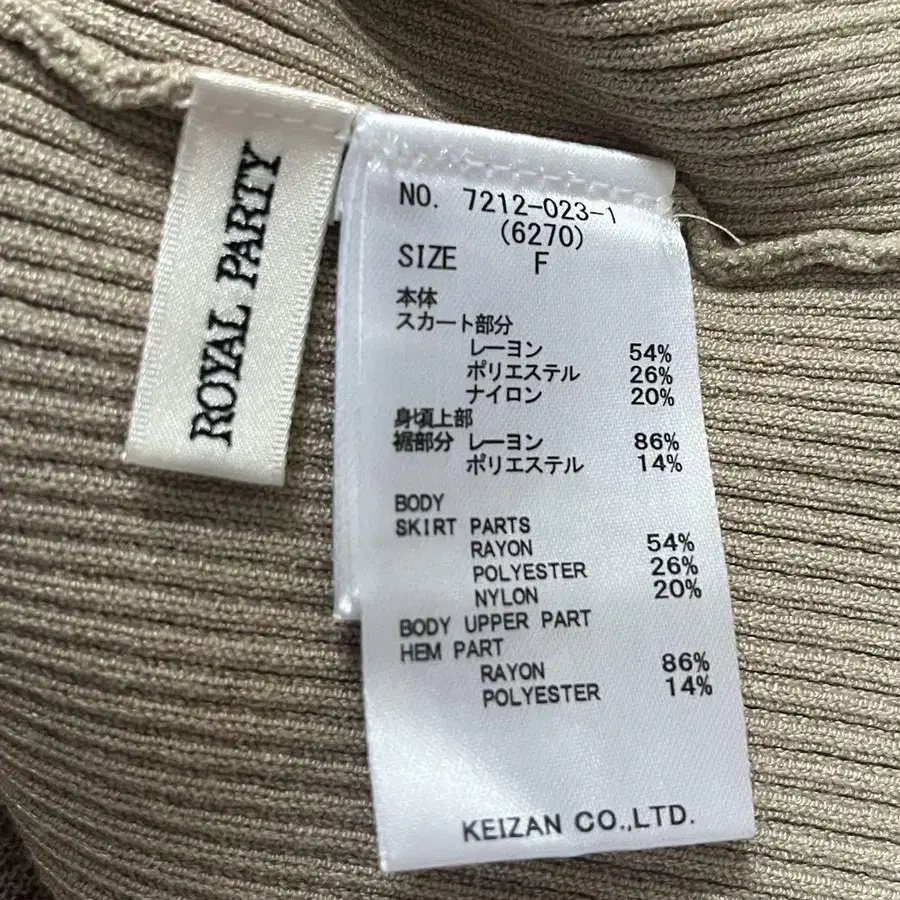 ROYAL PARTY
NO. 7212-023-1
(6270)
SIZE F
本体
スカート部分
レーヨン 54%
ポリエステル 26%
ナイロン 20%
身頃上部
裾部分 レーヨン 86%
ポリエステル 14%
BODY
SKIRT PARTS
RAYON 54%
POLYESTER 26%
NYLON 20%
BODY UPPER PART
HEM PART
RAYON 86%
POLYESTER 14%
KEIZAN CO.,LTD.